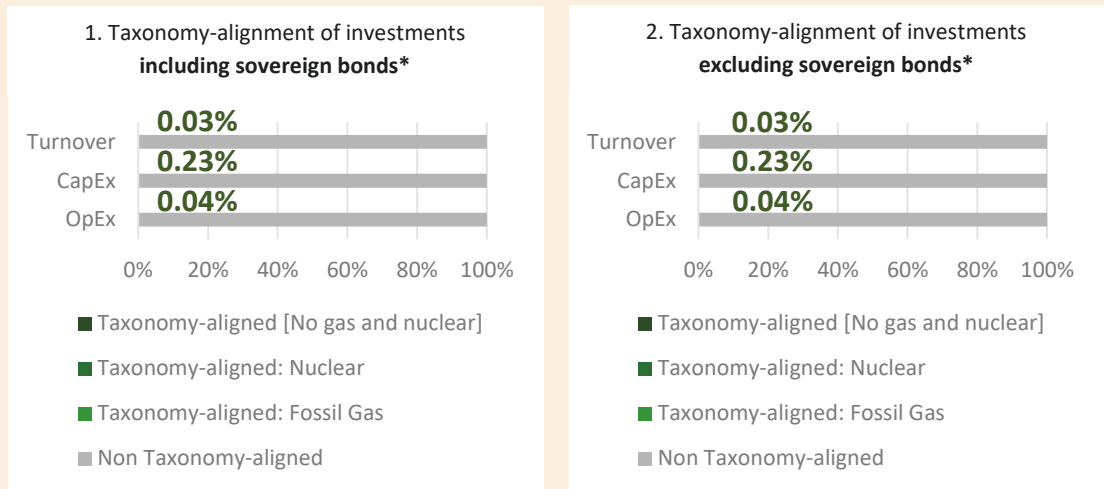 1. Taxonomy-alignment of investments
including sovereign bonds*
0.03%
Turnover
0.23%
CapEx
0.04%
OpEx
0% 20% 40% 60% 80% 100%
Taxonomy-aligned [No gas and nuclear]
Taxonomy-aligned: Nuclear
Taxonomy-aligned: Fossil Gas
Non Taxonomy-aligned
2. Taxonomy-alignment of investments
excluding sovereign bonds*
0.03%
Turnover
0.23%
CapEx
0.04%
OpEx
0% 20% 40% 60% 80% 100%
Taxonomy-aligned [No gas and nuclear]
Taxonomy-aligned: Nuclear
Taxonomy-aligned: Fossil Gas
Non Taxonomy-aligned